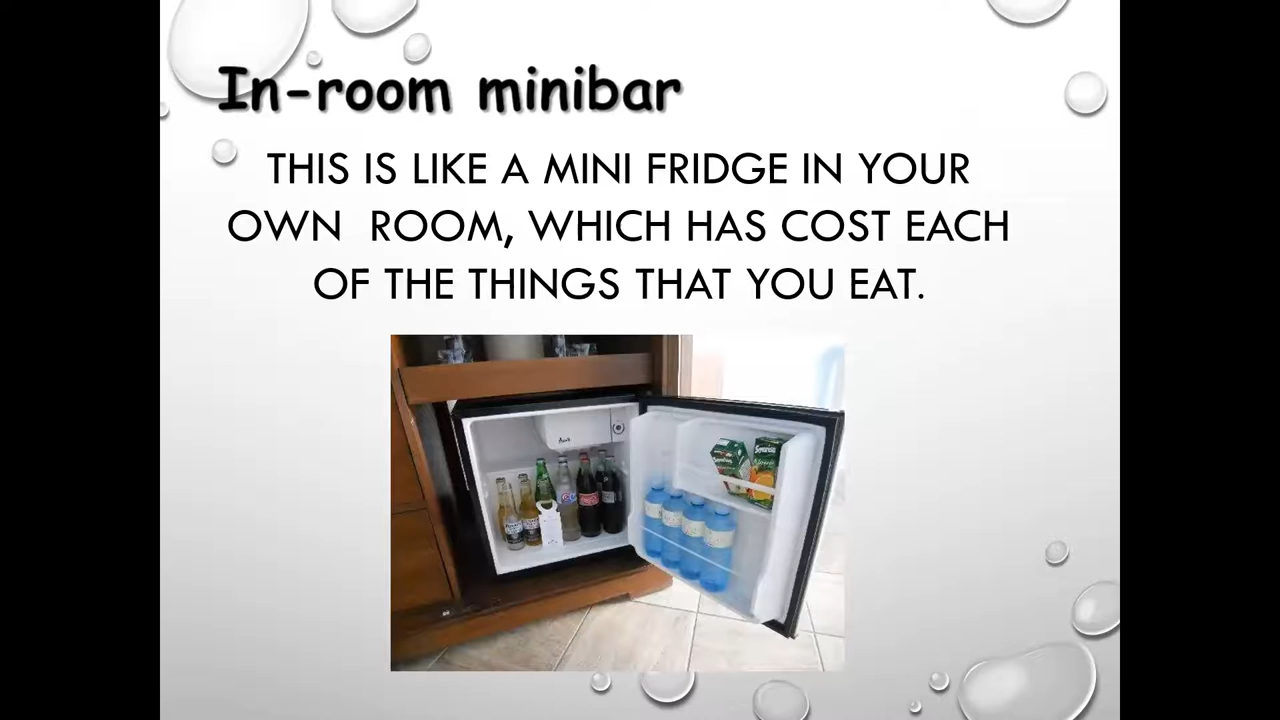 In-room minibar
THIS IS LIKE A MINI FRIDGE IN YOUR
OWN  ROOM, WHICH HAS COST EACH
OF THE THINGS THAT YOU EAT.